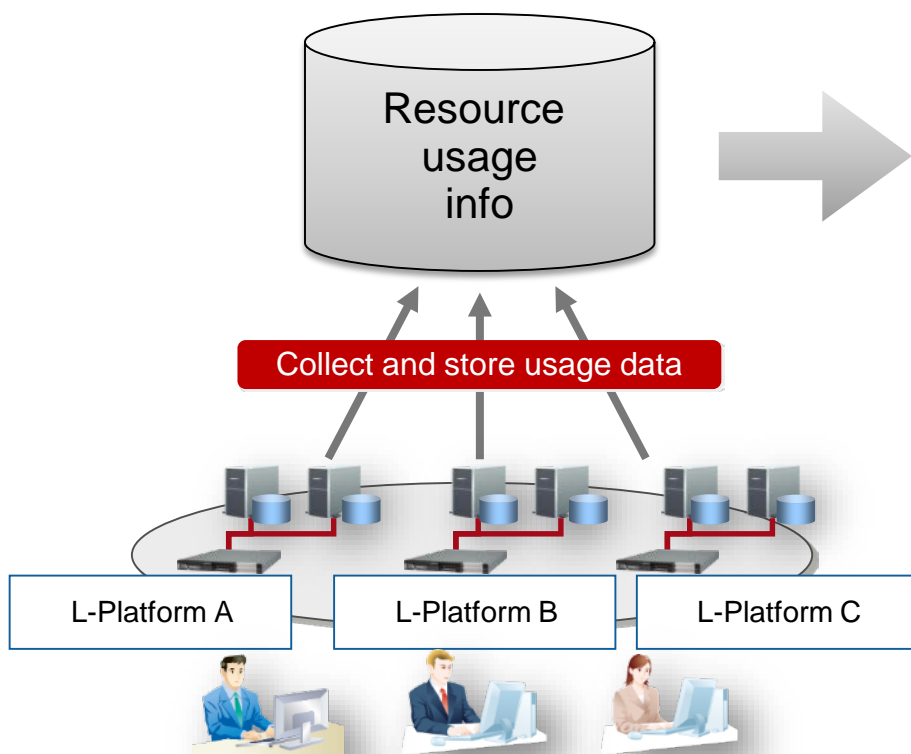 Resource
usage
info
Collect and store usage data
L-Platform A
L-Platform B
L-Platform C